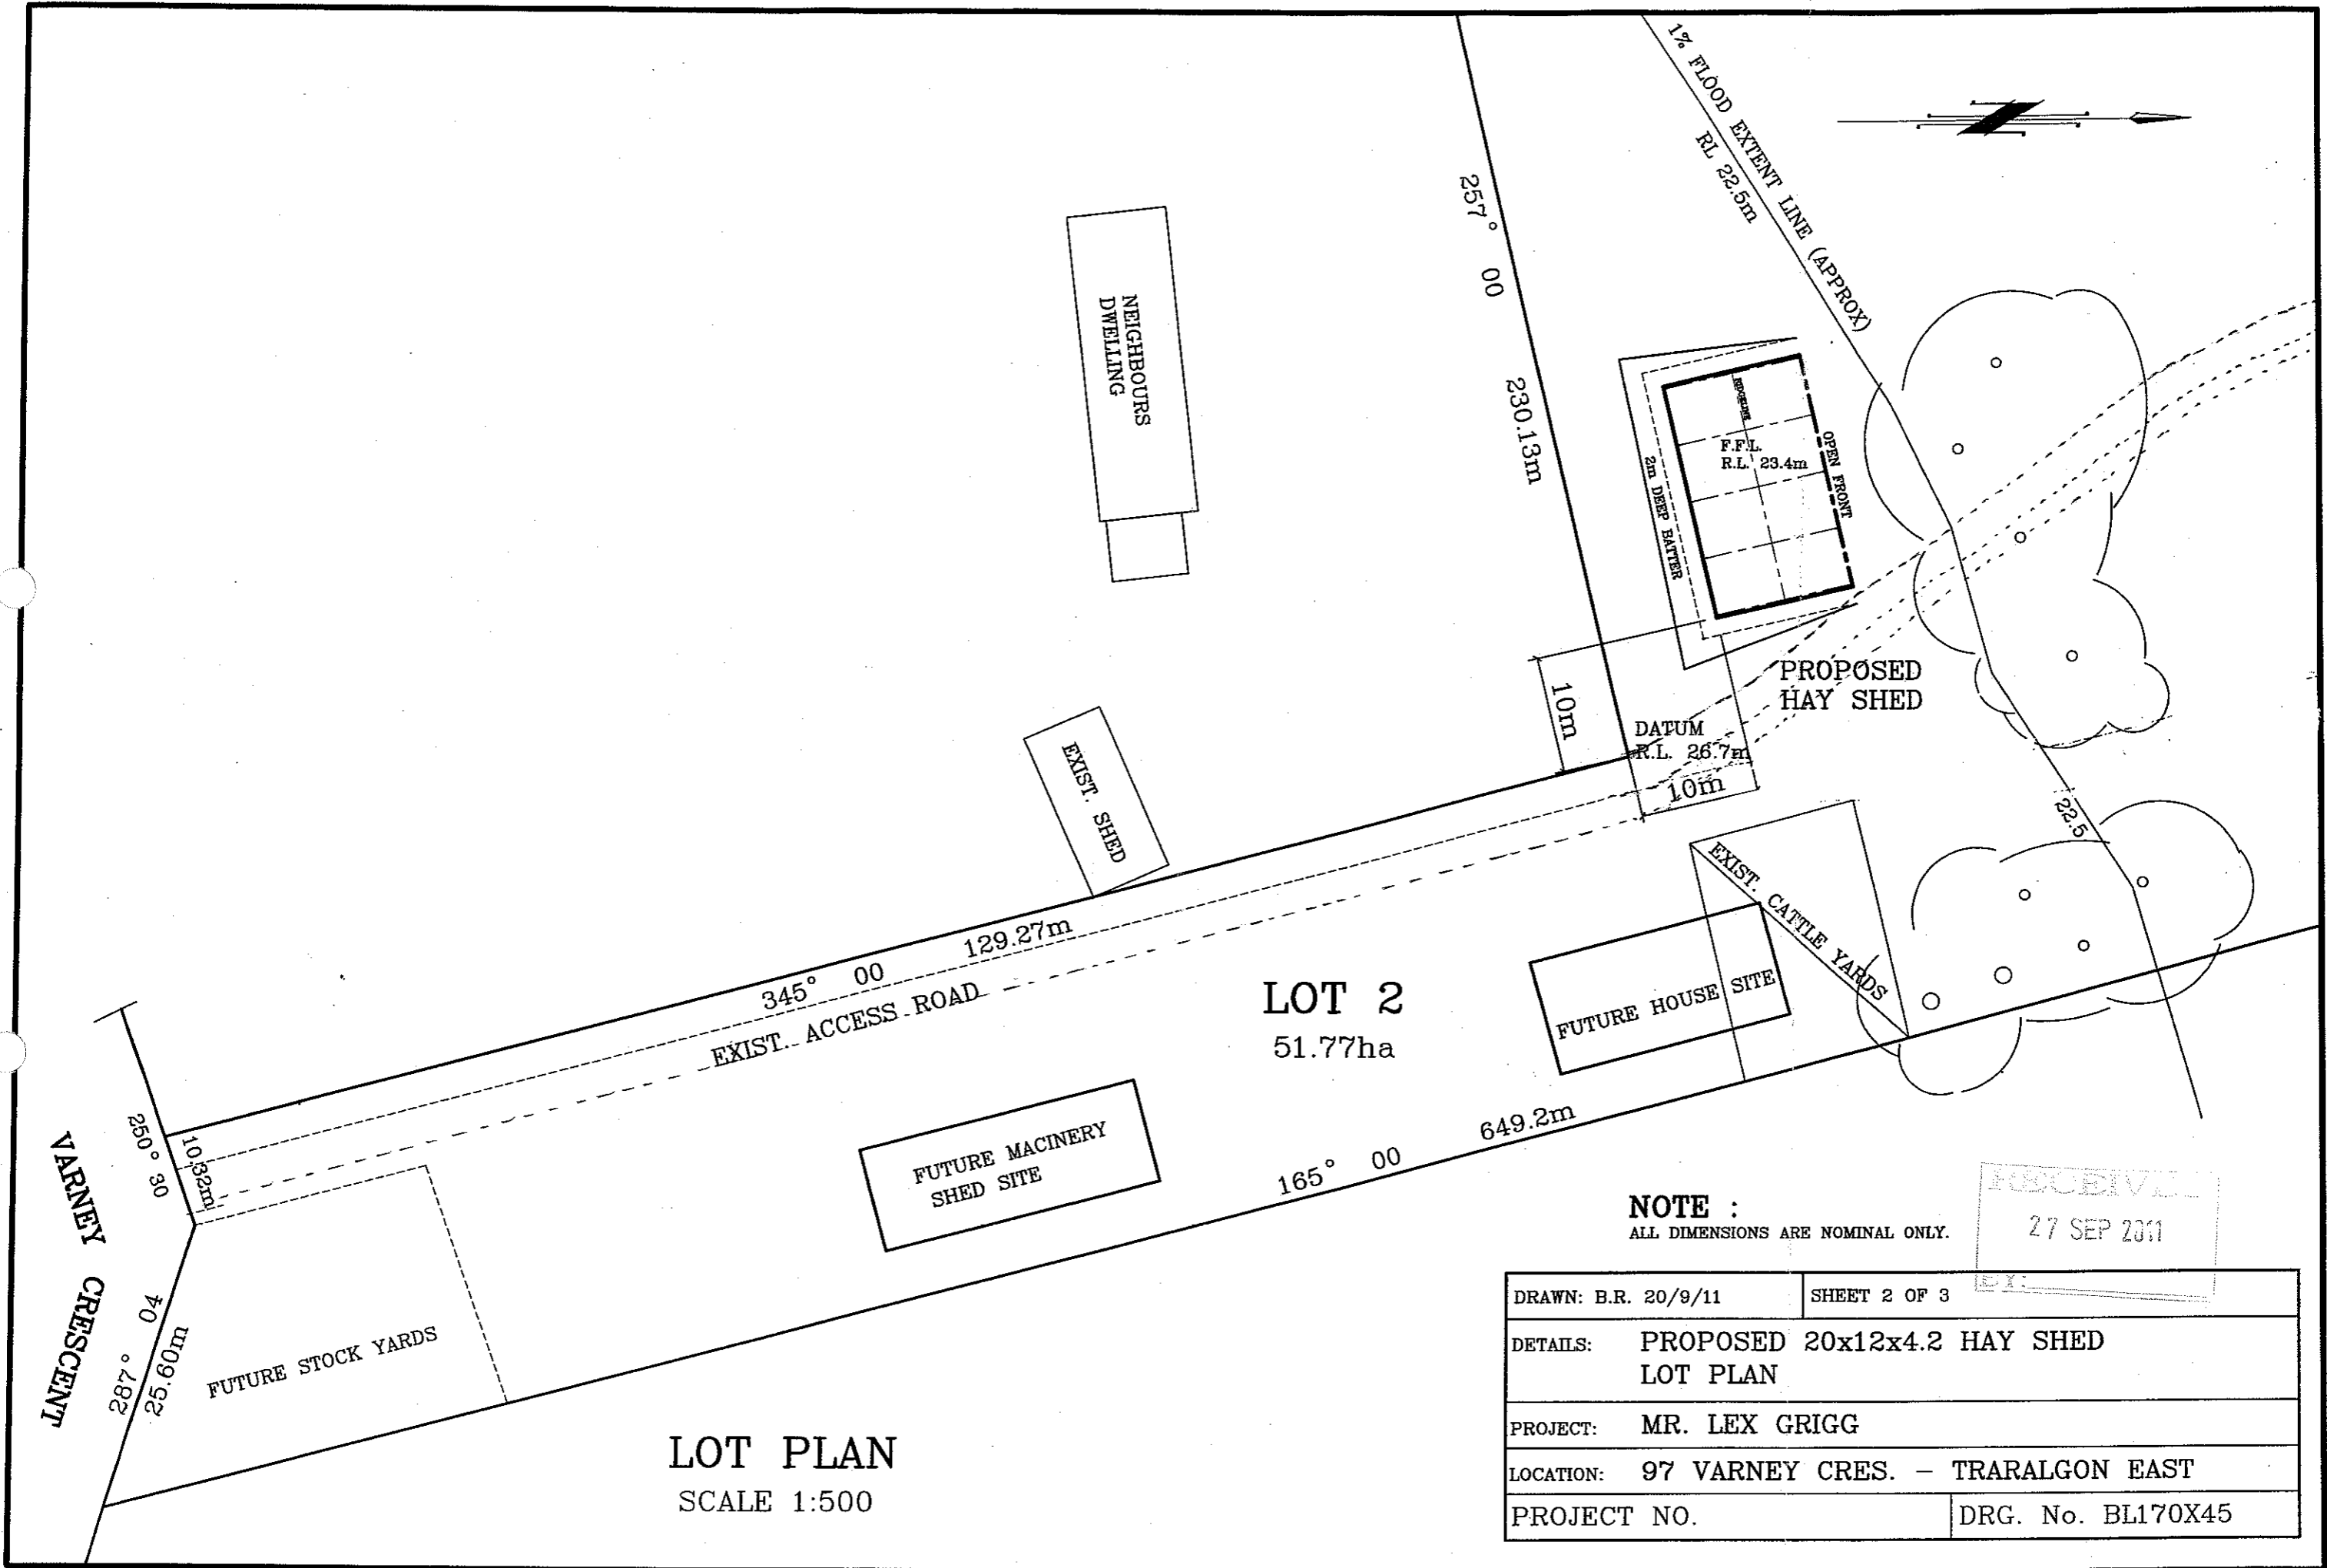 1% FLOOD EXTENT LINE (APPROX)
RL 22.5m
257° 00
230.13m
NEIGHBOURS
DWELLING
RIDGELINE
F.F.L.
R.L. 23.4m
OPEN FRONT
2m DEEP BATTER
PROPOSED
HAY SHED
10m
DATUM
R.L. 26.7m
10m
EXIST. SHED
22.5
EXIST. CATTLE YARDS
345° 00
129.27m
EXIST. ACCESS ROAD
LOT 2
51.77ha
FUTURE HOUSE SITE
FUTURE MACINERY
SHED SITE
165° 00
649.2m
250° 30
10.32m
VARNEY CRESCENT
287° 04
25.60m
FUTURE STOCK YARDS
LOT PLAN
SCALE 1:500
NOTE :
ALL DIMENSIONS ARE NOMINAL ONLY.
27 SEP 2011
BY:
DRAWN: B.R. 20/9/11
SHEET 2 OF 3
DETAILS: PROPOSED 20x12x4.2 HAY SHED
LOT PLAN
PROJECT: MR. LEX GRIGG
LOCATION: 97 VARNEY CRES. – TRARALGON EAST
PROJECT NO.
DRG. No. BL170X45